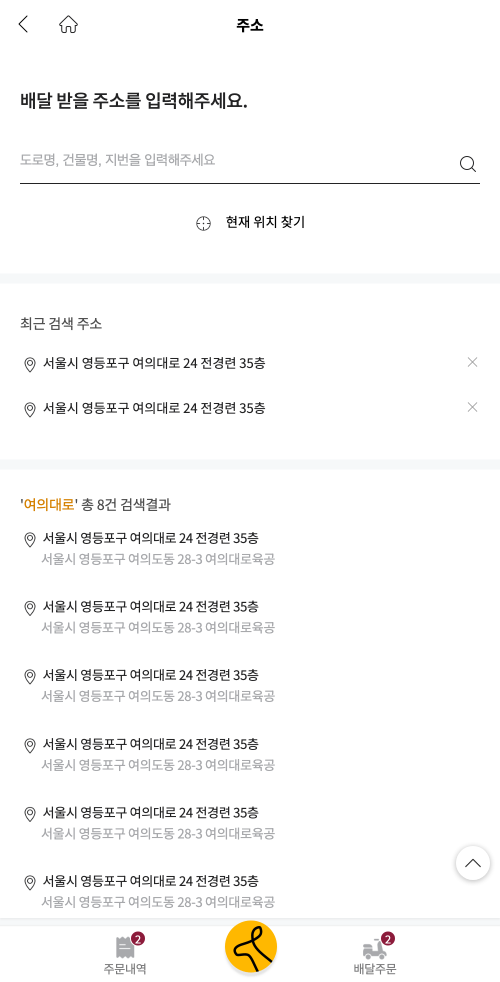 주소
배달 받을 주소를 입력해주세요.
도로명, 건물명, 지번을 입력해주세요
현재 위치 찾기
최근 검색 주소
서울시 영등포구 여의대로 24 전경련 35층
서울시 영등포구 여의대로 24 전경련 35층
'여의대로' 총 8건 검색결과
서울시 영등포구 여의대로 24 전경련 35층
서울시 영등포구 여의도동 28-3 여의대로육공
서울시 영등포구 여의대로 24 전경련 35층
서울시 영등포구 여의도동 28-3 여의대로육공
서울시 영등포구 여의대로 24 전경련 35층
서울시 영등포구 여의도동 28-3 여의대로육공
서울시 영등포구 여의대로 24 전경련 35층
서울시 영등포구 여의도동 28-3 여의대로육공
서울시 영등포구 여의대로 24 전경련 35층
서울시 영등포구 여의도동 28-3 여의대로육공
서울시 영등포구 여의대로 24 전경련 35층
서울시 영등포구 여의도동 28-3 여의대로육공
2
주문내역
2
배달주문